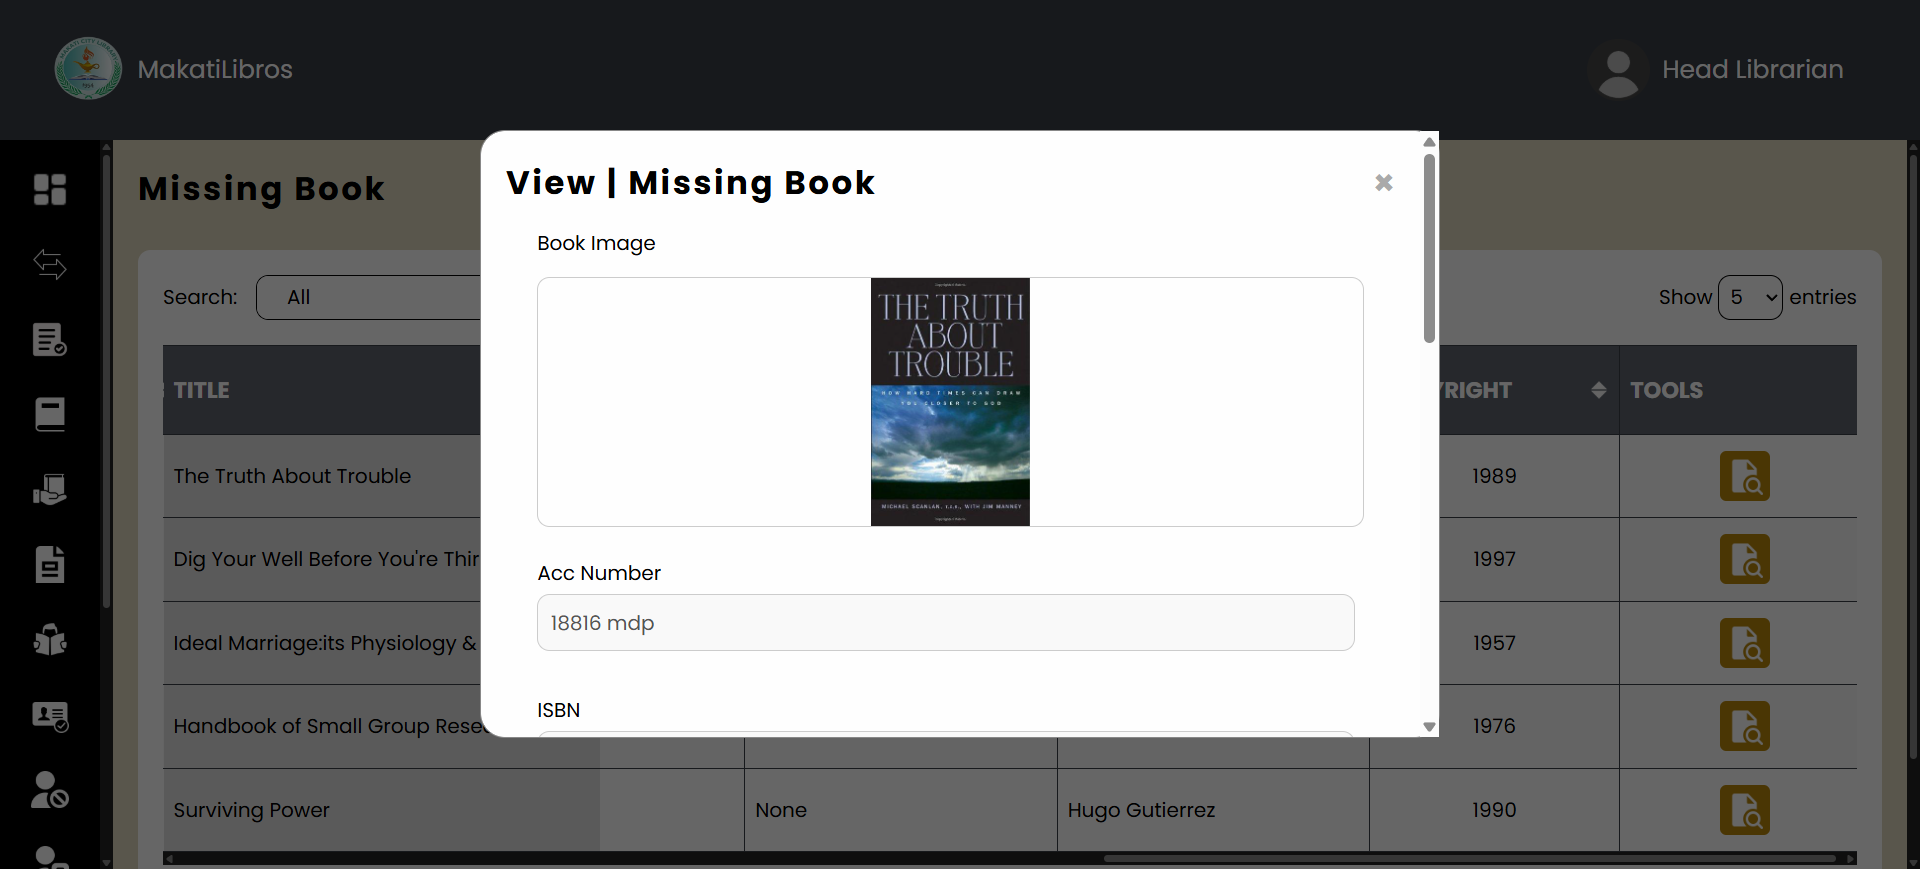 MakatiLibros
Head Librarian
Missing Book
Search: All
Show 5 entries
TITLE
YRIGHT
TOOLS
The Truth About Trouble
1989
Dig Your Well Before You're Thir
1997
Ideal Marriage:its Physiology &
1957
Handbook of Small Group Rese
1976
Surviving Power
None
Hugo Gutierrez
1990
View | Missing Book
Book Image
THE TRUTH
ABOUT
TROUBLE
HOW HARD TIMES CAN DRAW
YOU CLOSER TO GOD
MICHAEL SCANLAN, T.O.R., WITH JIM MANNEY
Acc Number
18816 mdp
ISBN